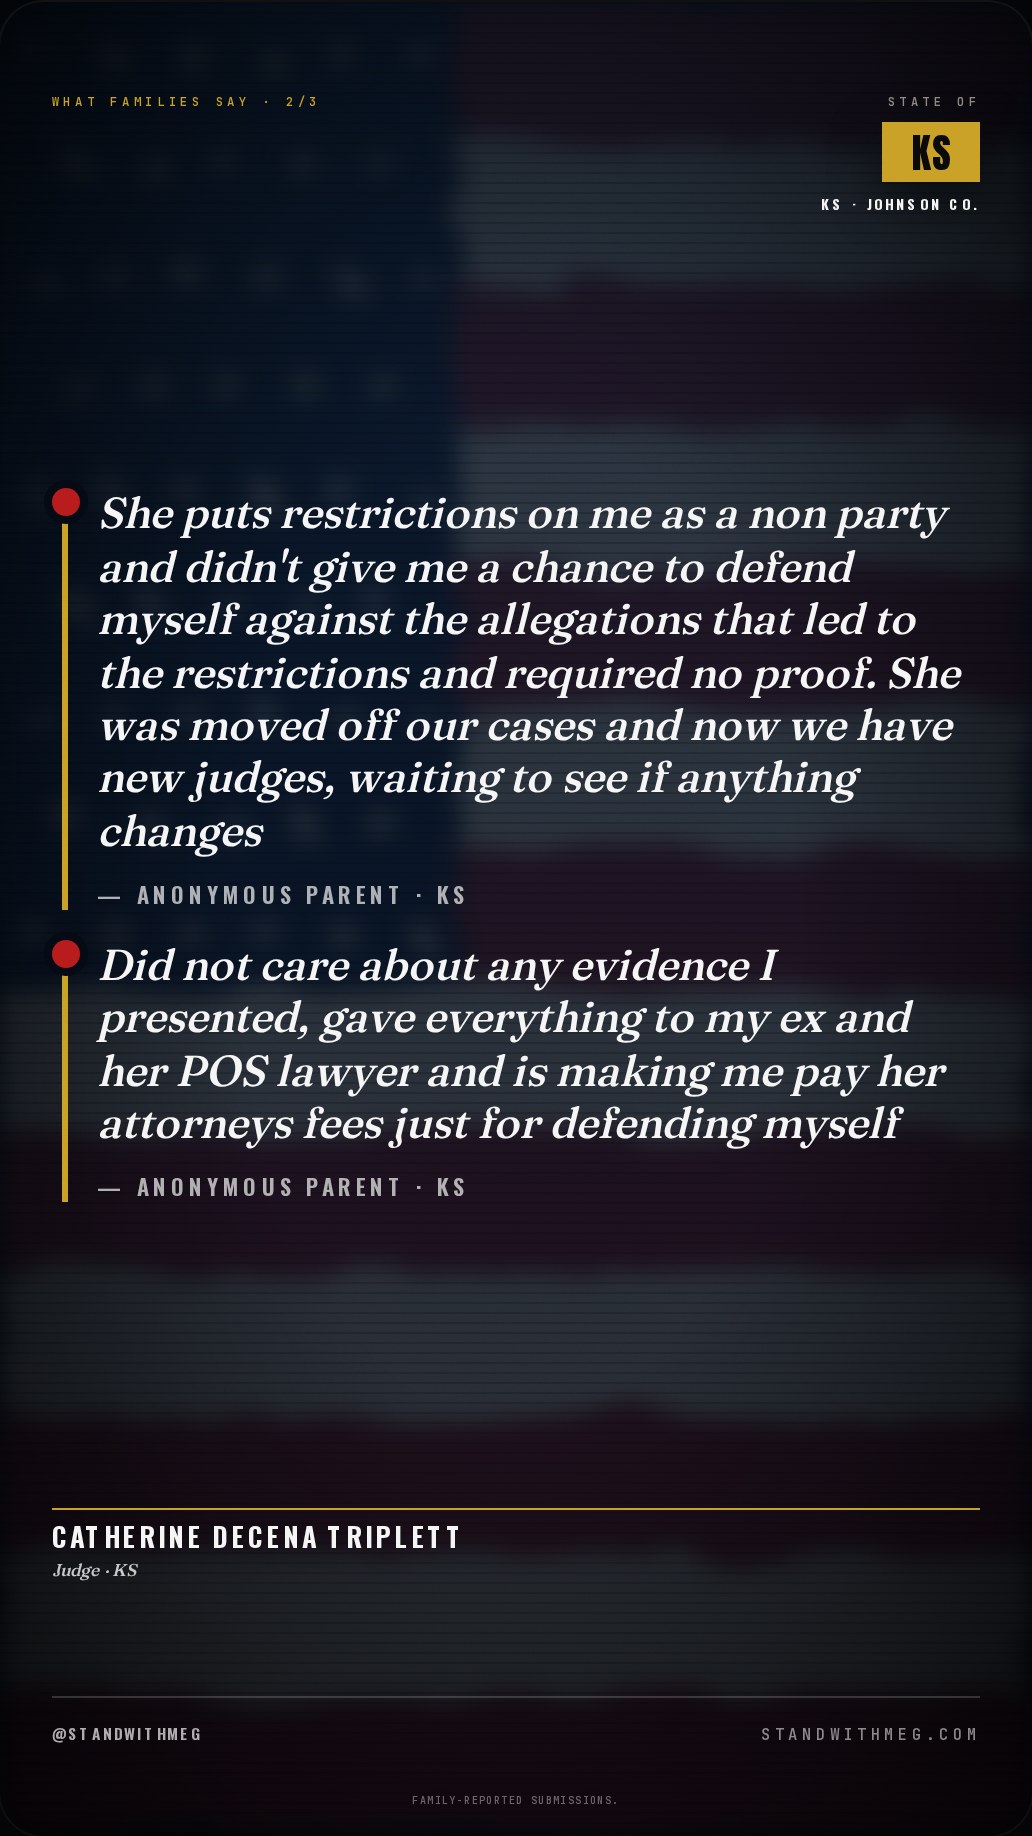 WHAT FAMILIES SAY · 2/3
STATE OF
KS
KS · JOHNSON CO.
She puts restrictions on me as a non party
and didn't give me a chance to defend
myself against the allegations that led to
the restrictions and required no proof. She
was moved off our cases and now we have
new judges, waiting to see if anything
changes
— ANONYMOUS PARENT · KS
Did not care about any evidence I
presented, gave everything to my ex and
her POS lawyer and is making me pay her
attorneys fees just for defending myself
— ANONYMOUS PARENT · KS
CATHERINE DECENA TRIPLETT
Judge · KS
@STANDWITHMEG
STANDWITHMEG.COM
FAMILY-REPORTED SUBMISSIONS.